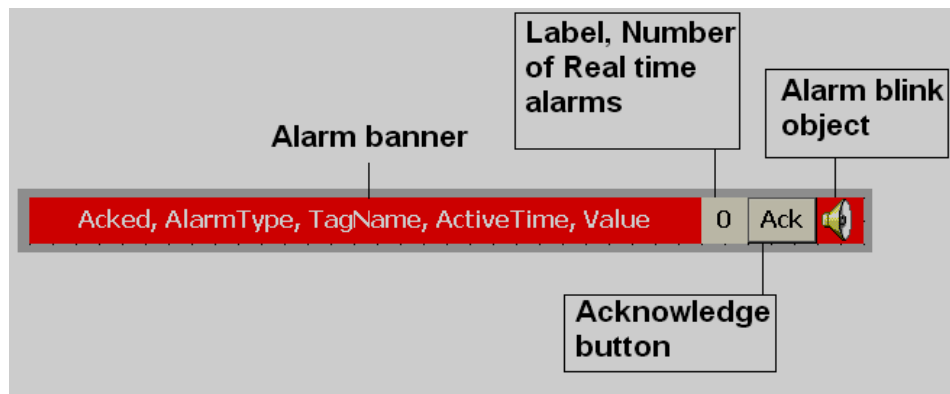 Label, Number
of Real time
alarms
Alarm blink
object
Alarm banner
Acked, AlarmType, TagName, ActiveTime, Value
0
Ack
Acknowledge
button